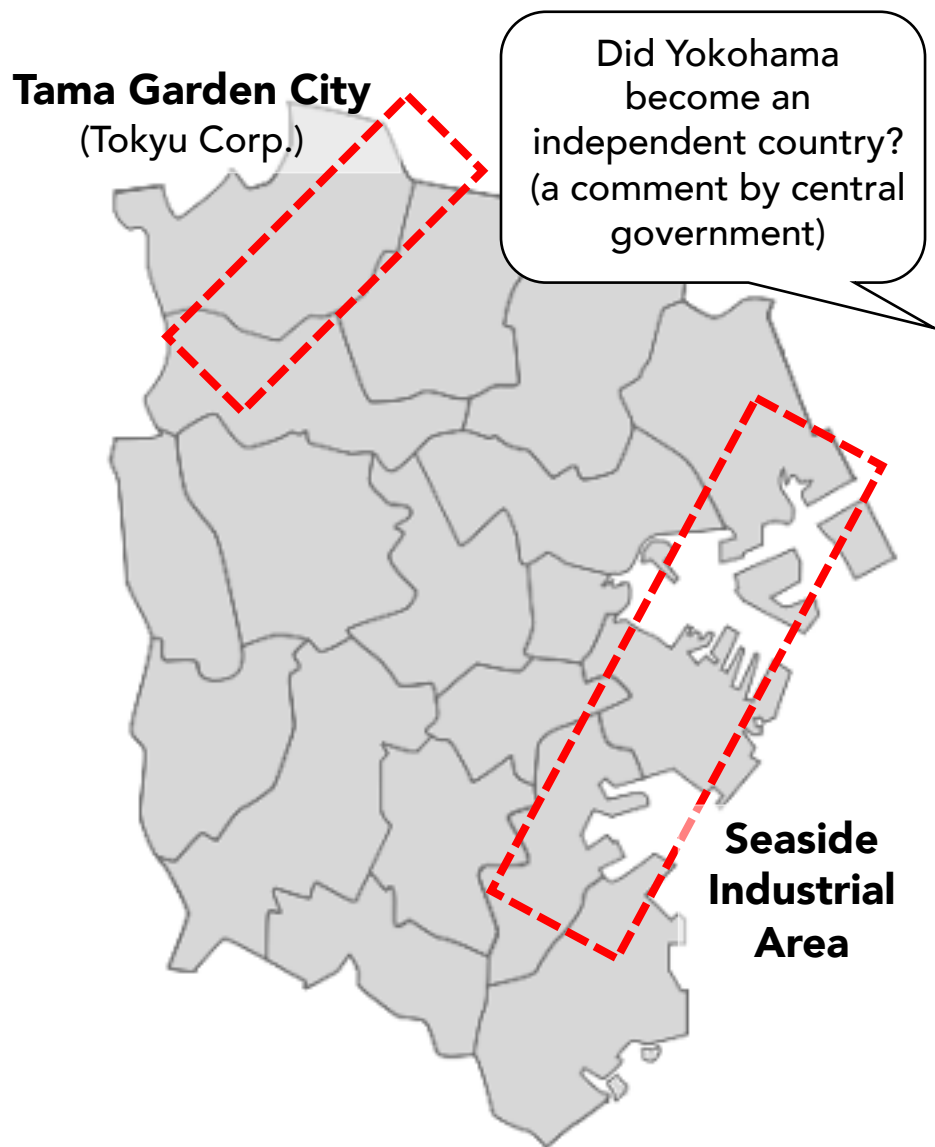 Tama Garden City
(Tokyu Corp.)
Did Yokohama
become an
independent country?
(a comment by central
government)
Seaside
Industrial
Area